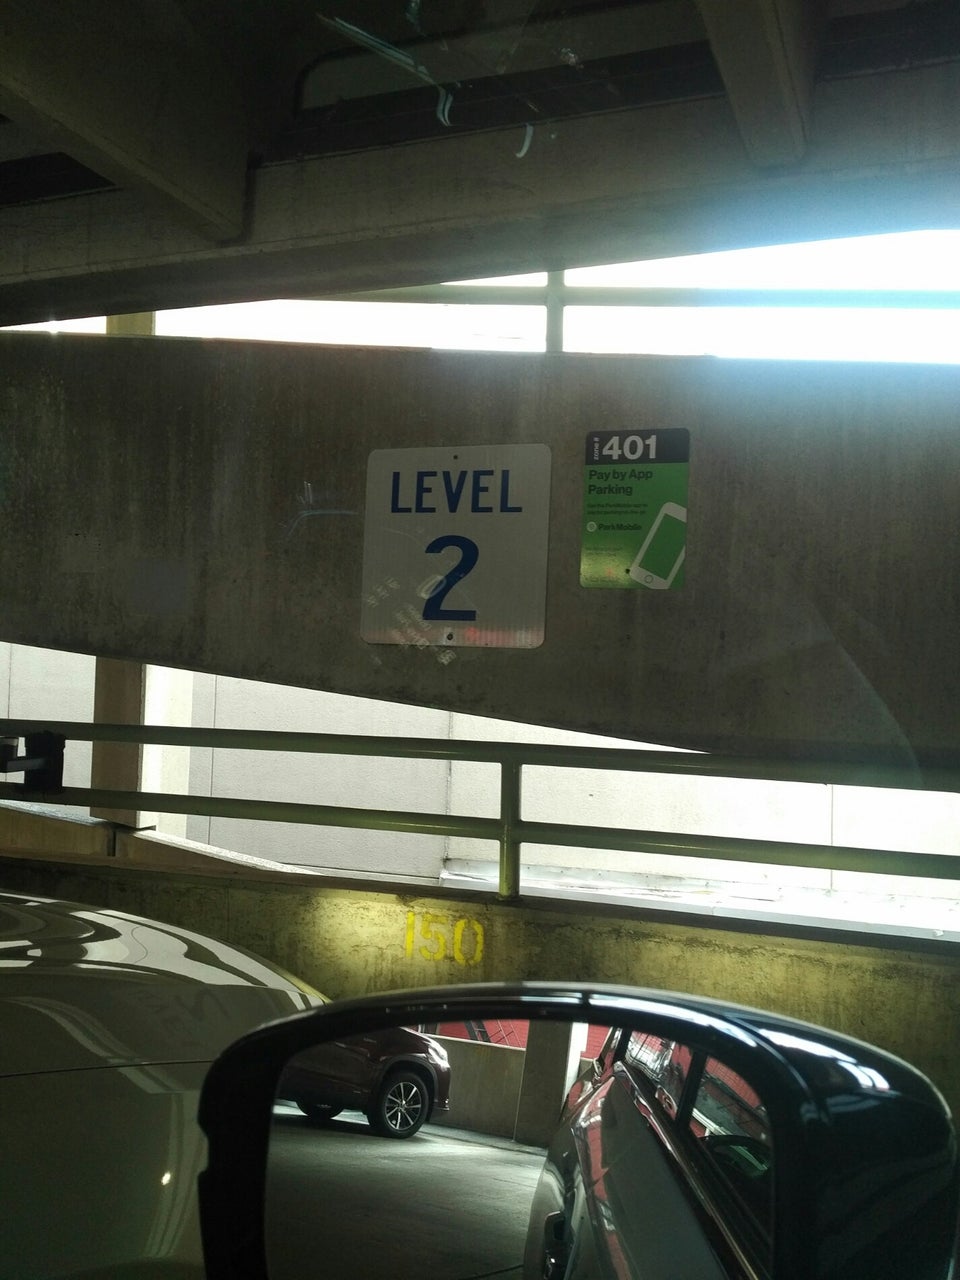 LEVEL
2
zone #
401
Pay by App
Parking
ParkMobile
150